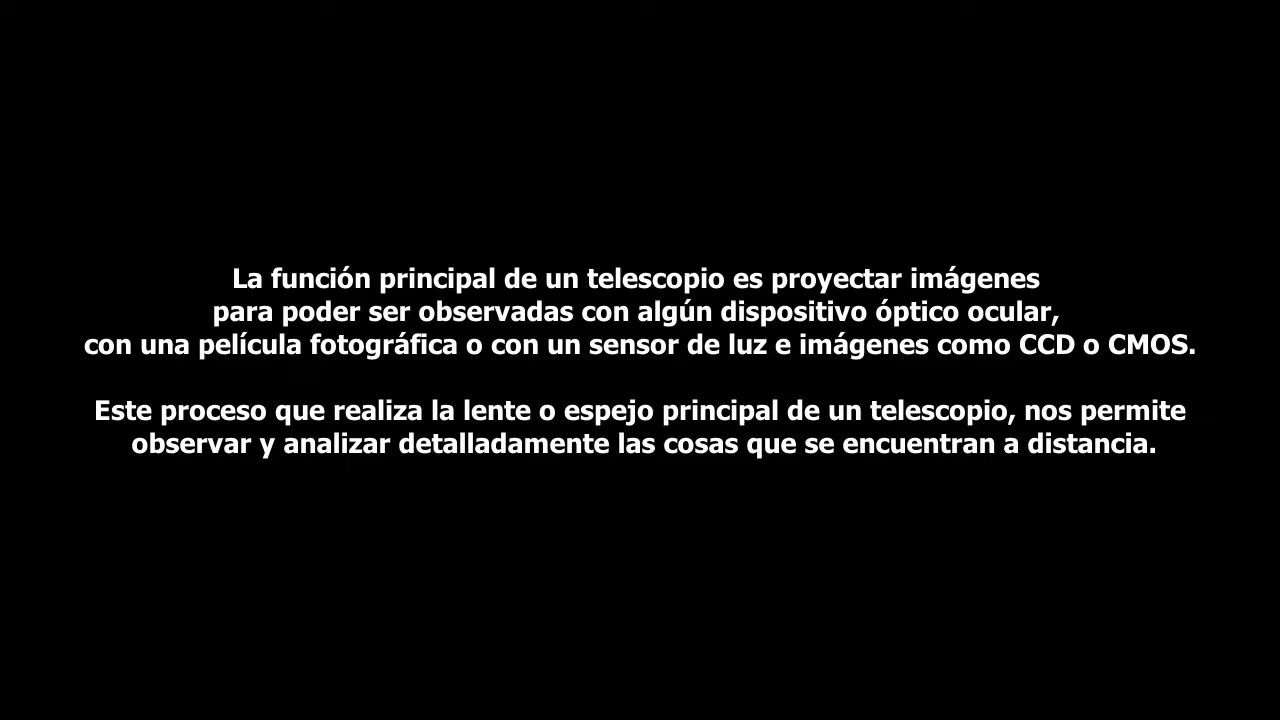 La función principal de un telescopio es proyectar imágenes
para poder ser observadas con algún dispositivo óptico ocular,
con una película fotográfica o con un sensor de luz e imágenes como CCD o CMOS.
Este proceso que realiza la lente o espejo principal de un telescopio, nos permite
observar y analizar detalladamente las cosas que se encuentran a distancia.